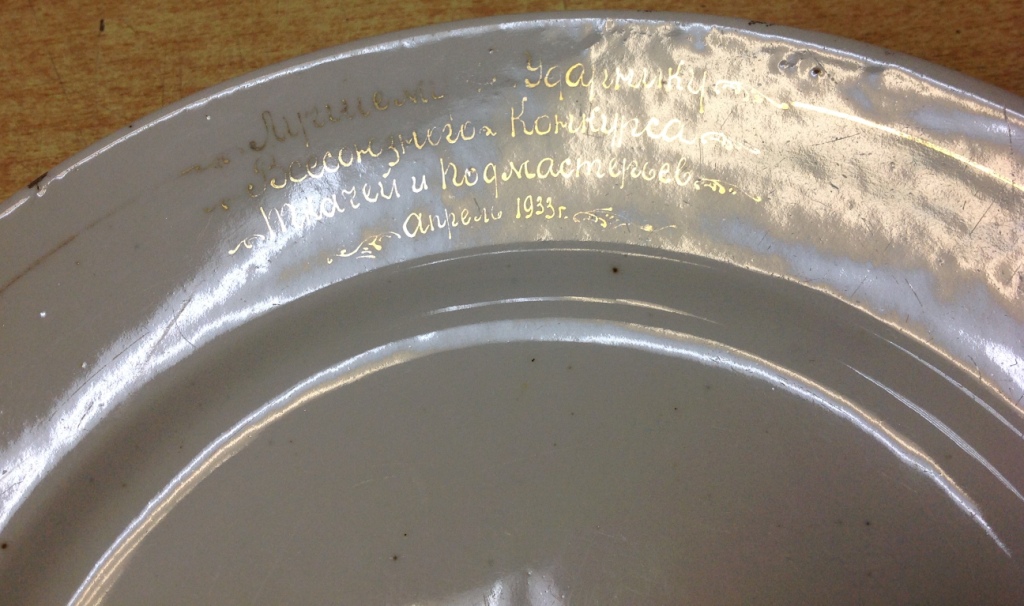 Лучшему Ударнику
Всесоюзного Конкурса
Ткачей и Подмастерьев
апрель 1933 г.